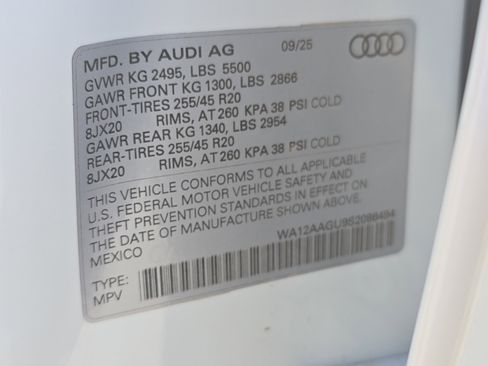 MFD. BY AUDI AG 09/25
GVWR KG 2495, LBS 5500
GAWR FRONT KG 1300, LBS 2866
FRONT-TIRES 255/45 R20
8JX20 RIMS, AT 260 KPA 38 PSI COLD
GAWR REAR KG 1340, LBS 2954
REAR-TIRES 255/45 R20
8JX20 RIMS, AT 260 KPA 38 PSI COLD
THIS VEHICLE CONFORMS TO ALL APPLICABLE
U.S. FEDERAL MOTOR VEHICLE SAFETY AND
THEFT PREVENTION STANDARDS IN EFFECT ON
THE DATE OF MANUFACTURE SHOWN ABOVE.
MEXICO WA12AAGU9S2086494
TYPE:
MPV